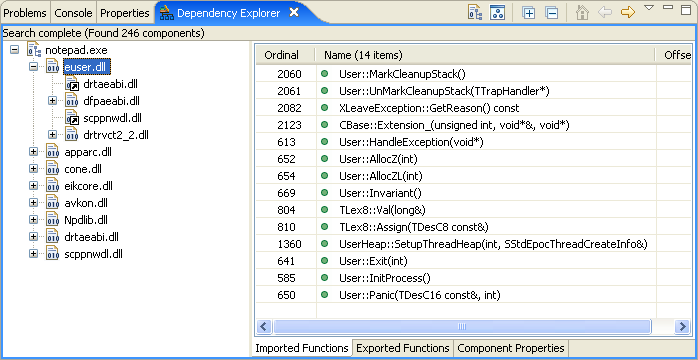 Problems Console Properties Dependency Explorer
Search complete (Found 246 components)
notepad.exe
euser.dll
drtaeabi.dll
dfpaeabi.dll
scppnwdl.dll
drtrvct2_2.dll
apparc.dll
cone.dll
eikcore.dll
avkon.dll
Npdlib.dll
drtaeabi.dll
scppnwdl.dll
Ordinal Name (14 items) Offse
2060 User::MarkCleanupStack()
2061 User::UnMarkCleanupStack(TTrapHandler*)
2082 XLeaveException::GetReason() const
2123 CBase::Extension_(unsigned int, void*&, void*)
613 User::HandleException(void*)
652 User::AllocZ(int)
654 User::AllocZL(int)
669 User::Invariant()
804 TLex8::Val(long&)
810 TLex8::Assign(TDesC8 const&)
1360 UserHeap::SetupThreadHeap(int, SStdEpocThreadCreateInfo&)
641 User::Exit(int)
585 User::InitProcess()
650 User::Panic(TDesC16 const&, int)
Imported Functions Exported Functions Component Properties